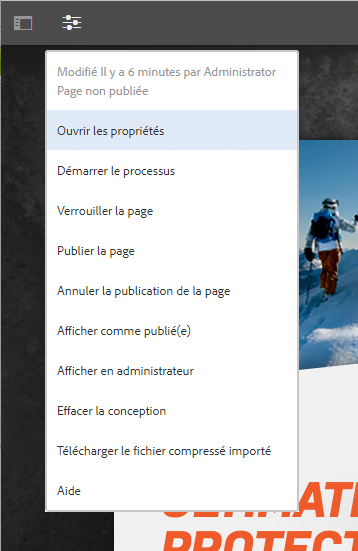 Modifié Il y a 6 minutes par Administrator
Page non publiée
Ouvrir les propriétés
Démarrer le processus
Verrouiller la page
Publier la page
Annuler la publication de la page
Afficher comme publié(e)
Afficher en administrateur
Effacer la conception
Télécharger le fichier compressé importé
Aide